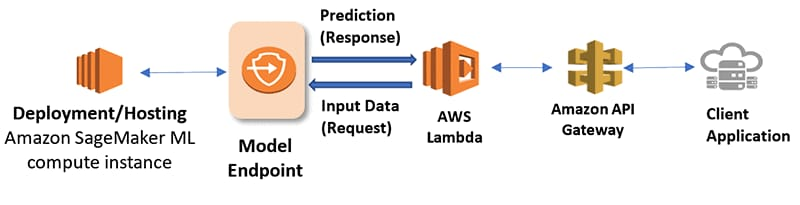 Prediction
(Response)
Deployment/Hosting
Amazon SageMaker ML
compute instance
Model
Endpoint
Input Data
(Request)
AWS
Lambda
Amazon API
Gateway
Client
Application